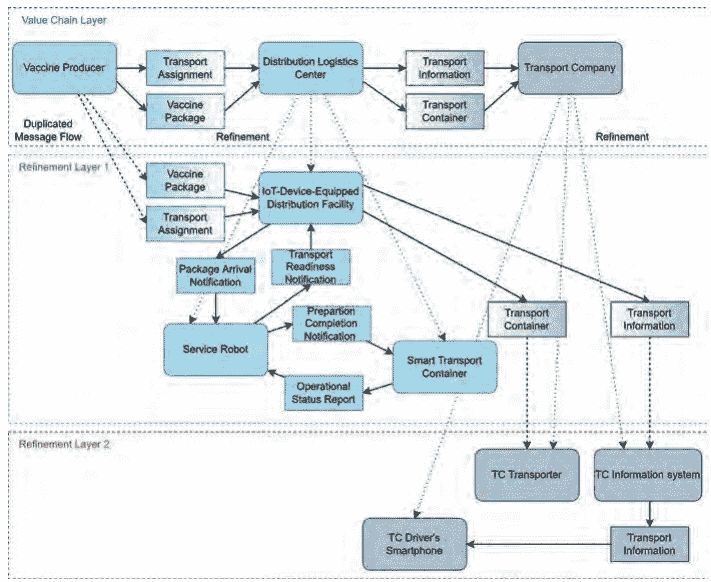 Value Chain Layer
Vaccine Producer
Transport
Assignment
Vaccine
Package
Distribution Logistics
Center
Transport
Information
Transport
Container
Transport Company
Duplicated
Message Flow
Refinement
Refinement
Refinement Layer 1
Vaccine
Package
Transport
Assignment
IoT-Device-Equipped
Distribution Facility
Package Arrival
Notification
Transport
Readiness
Notification
Prepartion
Completion
Notification
Service Robot
Operational
Status Report
Smart Transport
Container
Transport
Container
Transport
Information
Refinement Layer 2
TC Transporter
TC Information system
TC Driver's
Smartphone
Transport
Information